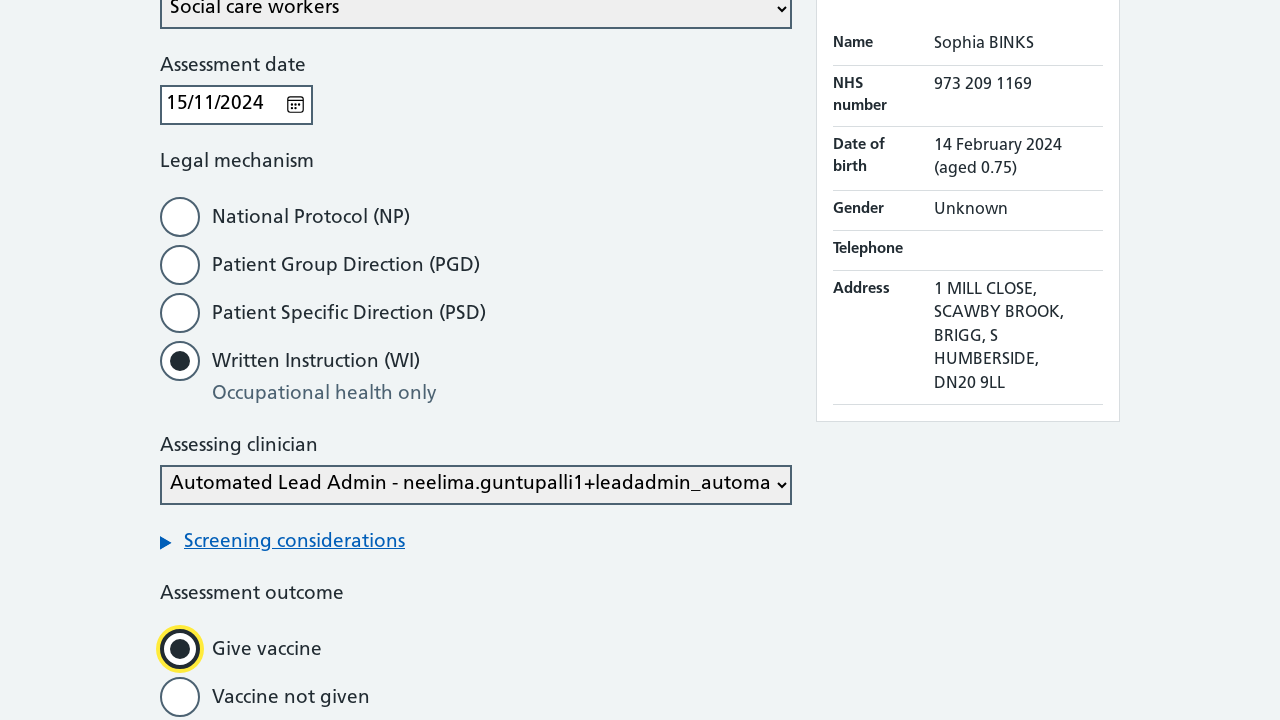 Social care workers
Assessment date
15/11/2024
Legal mechanism
National Protocol (NP)
Patient Group Direction (PGD)
Patient Specific Direction (PSD)
Written Instruction (WI)
Occupational health only
Assessing clinician
Automated Lead Admin - neelima.guntupalli1+leadadmin_automa
Screening considerations
Assessment outcome
Give vaccine
Vaccine not given
Name Sophia BINKS
NHS number 973 209 1169
Date of birth 14 February 2024 (aged 0.75)
Gender Unknown
Telephone
Address 1 MILL CLOSE,
SCAWBY BROOK,
BRIGG, S
HUMBERSIDE,
DN20 9LL